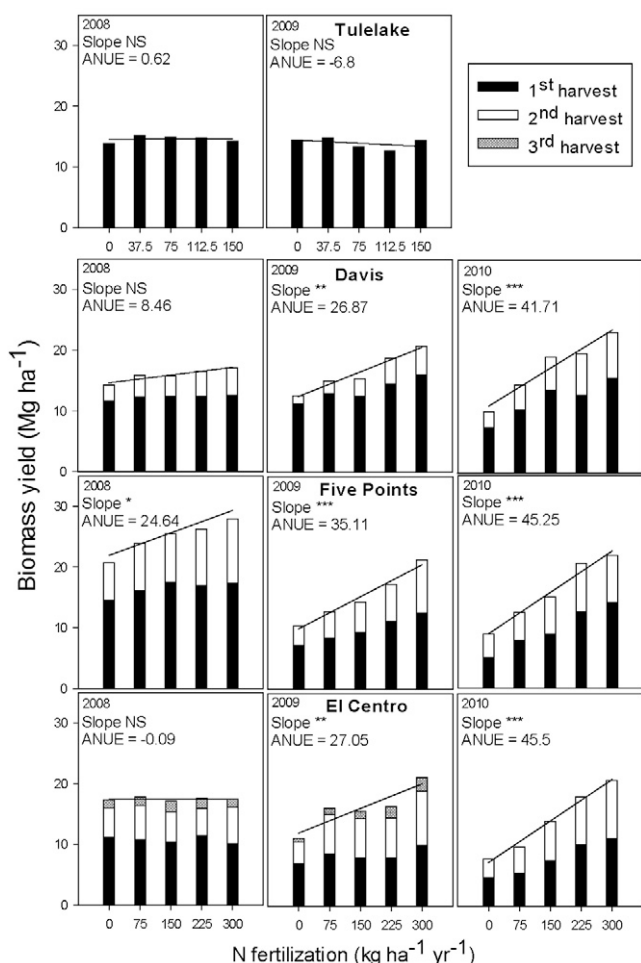 2008
Slope NS
ANUE = 0.62
2009
Tulelake
Slope NS
ANUE = -6.8
1st harvest
2nd harvest
3rd harvest
30
20
10
0
0 37.5 75 112.5 150
0 37.5 75 112.5 150
2008
Slope NS
ANUE = 8.46
2009
Davis
Slope **
ANUE = 26.87
2010
Slope ***
ANUE = 41.71
30
20
10
0
2008
Slope *
ANUE = 24.64
2009
Five Points
Slope ***
ANUE = 35.11
2010
Slope ***
ANUE = 45.25
30
20
10
0
2008
Slope NS
ANUE = -0.09
2009
El Centro
Slope **
ANUE = 27.05
2010
Slope ***
ANUE = 45.5
30
20
10
0
0 75 150 225 300
0 75 150 225 300
0 75 150 225 300
Biomass yield (Mg ha-1)
N fertilization (kg ha-1 yr-1)